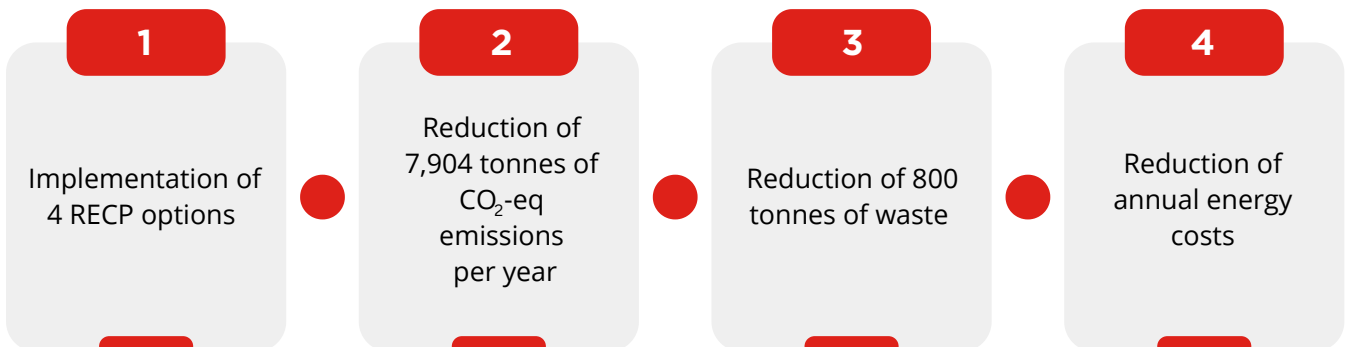 1
Implementation of
4 RECP options
2
Reduction of
7,904 tonnes of
CO₂-eq
emissions
per year
3
Reduction of 800
tonnes of waste
4
Reduction of
annual energy
costs